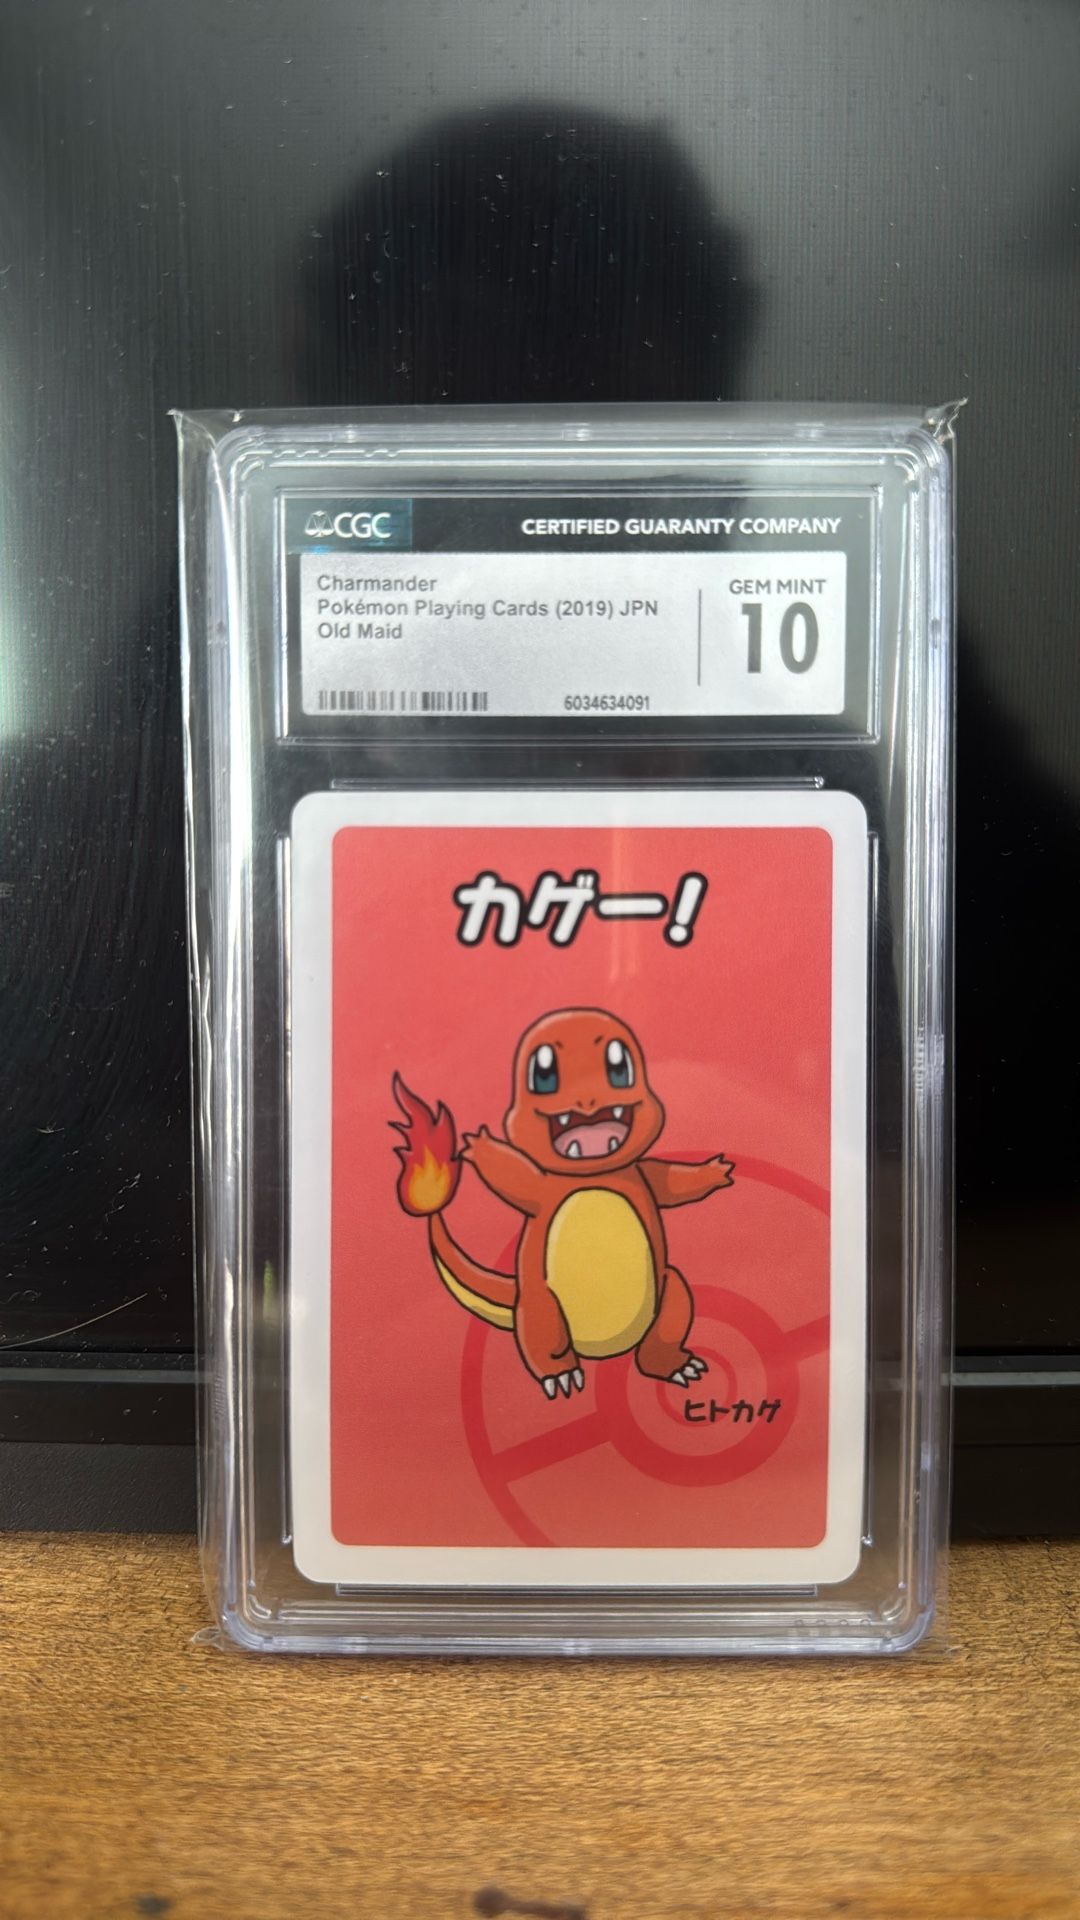 CGC
CERTIFIED GUARANTY COMPANY
Charmander
Pokémon Playing Cards (2019) JPN
Old Maid
GEM MINT
10
6034634091
カゲー!
ヒトカゲ